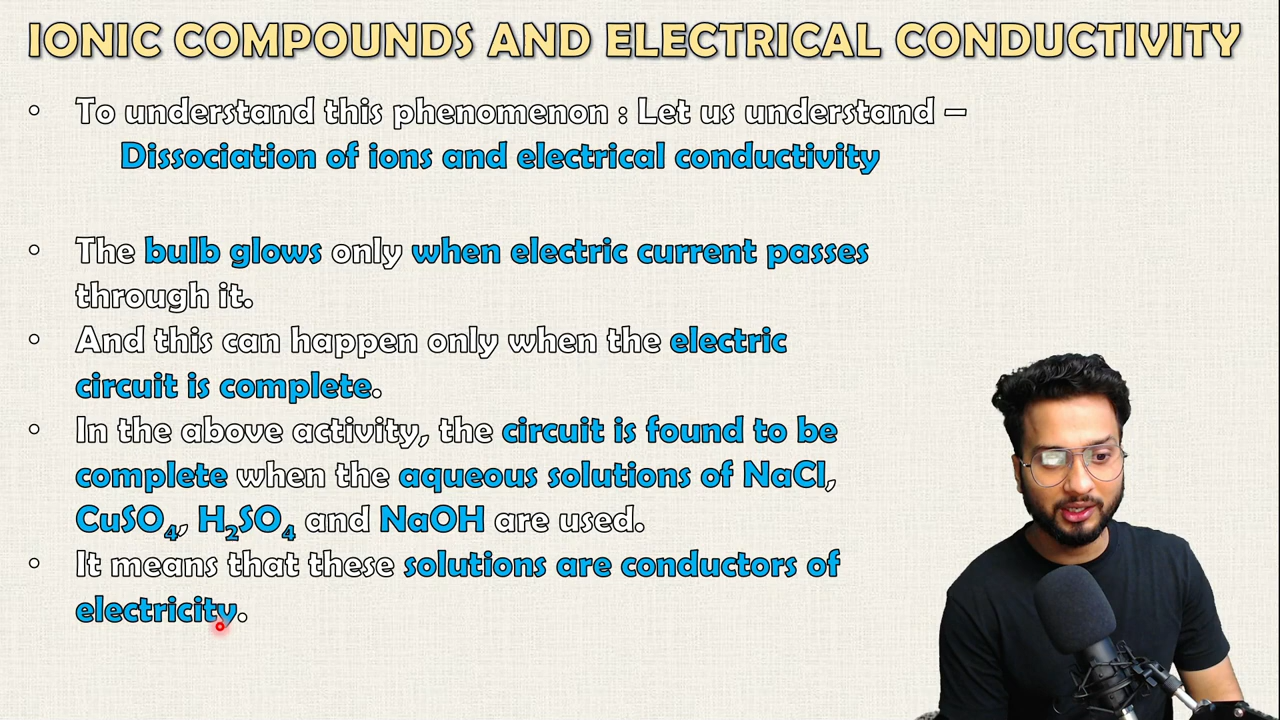 IONIC COMPOUNDS AND ELECTRICAL CONDUCTIVITY
• To understand this phenomenon : Let us understand –
Dissociation of ions and electrical conductivity
• The bulb glows only when electric current passes
through it.
• And this can happen only when the electric
circuit is complete.
• In the above activity, the circuit is found to be
complete when the aqueous solutions of NaCl,
CuSO₄, H₂SO₄ and NaOH are used.
• It means that these solutions are conductors of
electricity.